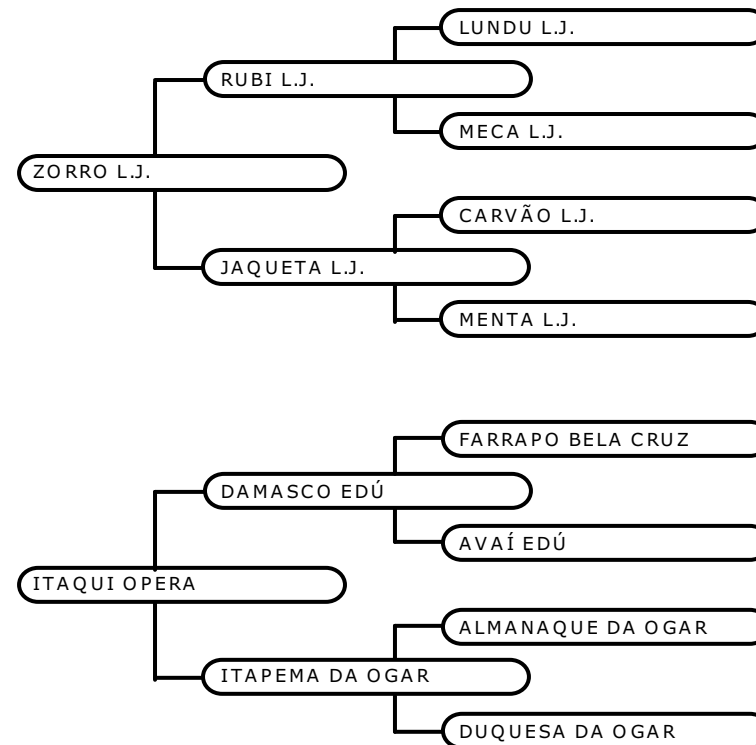 LUNDU L.J.
RUBI L.J.
MECA L.J.
ZORRO L.J.
CARVÃO L.J.
JAQUETA L.J.
MENTA L.J.
FARRAPO BELA CRUZ
DAMASCO EDÚ
AVAÍ EDÚ
ITAQUI OPERA
ALMANAQUE DA OGAR
ITAPEMA DA OGAR
DUQUESA DA OGAR